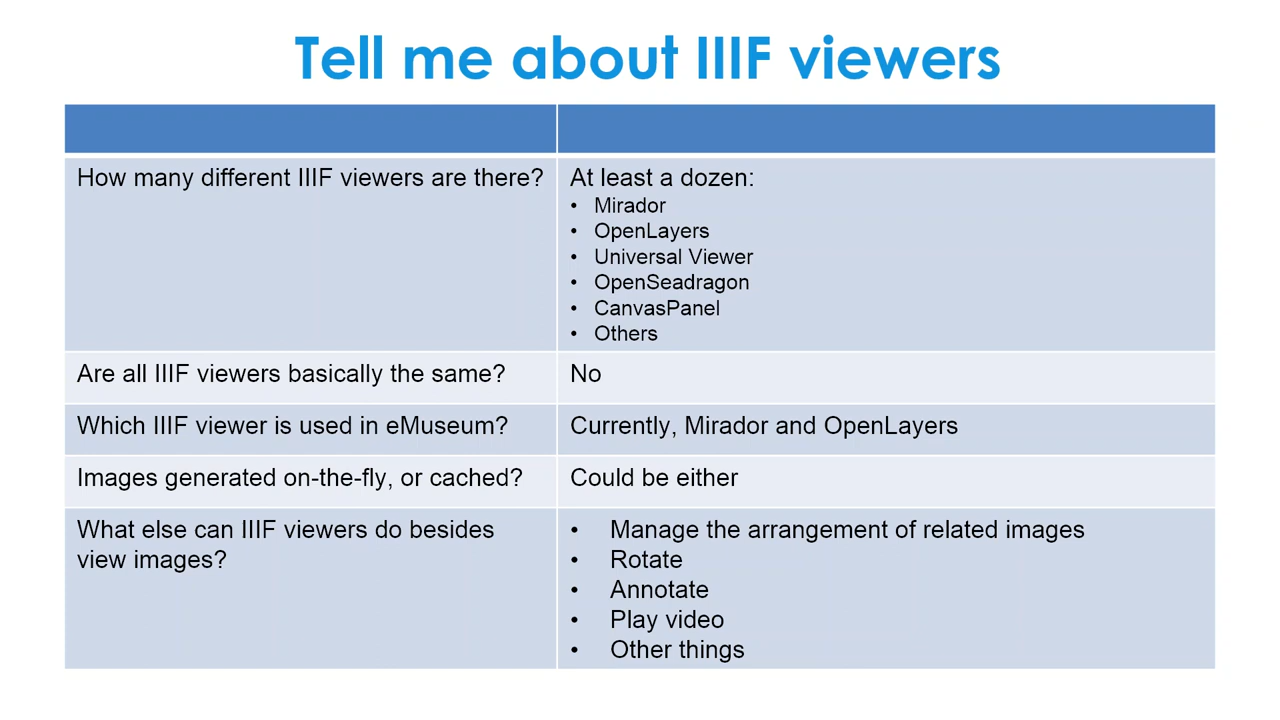 Tell me about IIIF viewers
How many different IIIF viewers are there?
At least a dozen:
• Mirador
• OpenLayers
• Universal Viewer
• OpenSeadragon
• CanvasPanel
• Others
Are all IIIF viewers basically the same?
No
Which IIIF viewer is used in eMuseum?
Currently, Mirador and OpenLayers
Images generated on-the-fly, or cached?
Could be either
What else can IIIF viewers do besides
view images?
• Manage the arrangement of related images
• Rotate
• Annotate
• Play video
• Other things